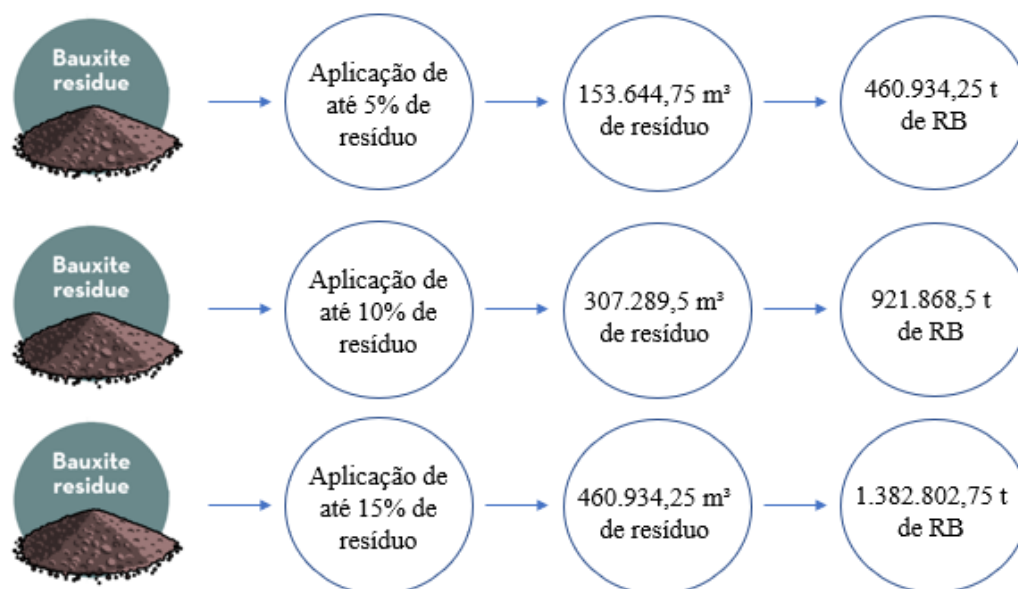 Bauxite
residue
Aplicação de
até 5% de
resíduo
153.644,75 m³
de resíduo
460.934,25 t
de RB
Bauxite
residue
Aplicação de
até 10% de
resíduo
307.289,5 m³
de resíduo
921.868,5 t
de RB
Bauxite
residue
Aplicação de
até 15% de
resíduo
460.934,25 m³
de resíduo
1.382.802,75 t
de RB